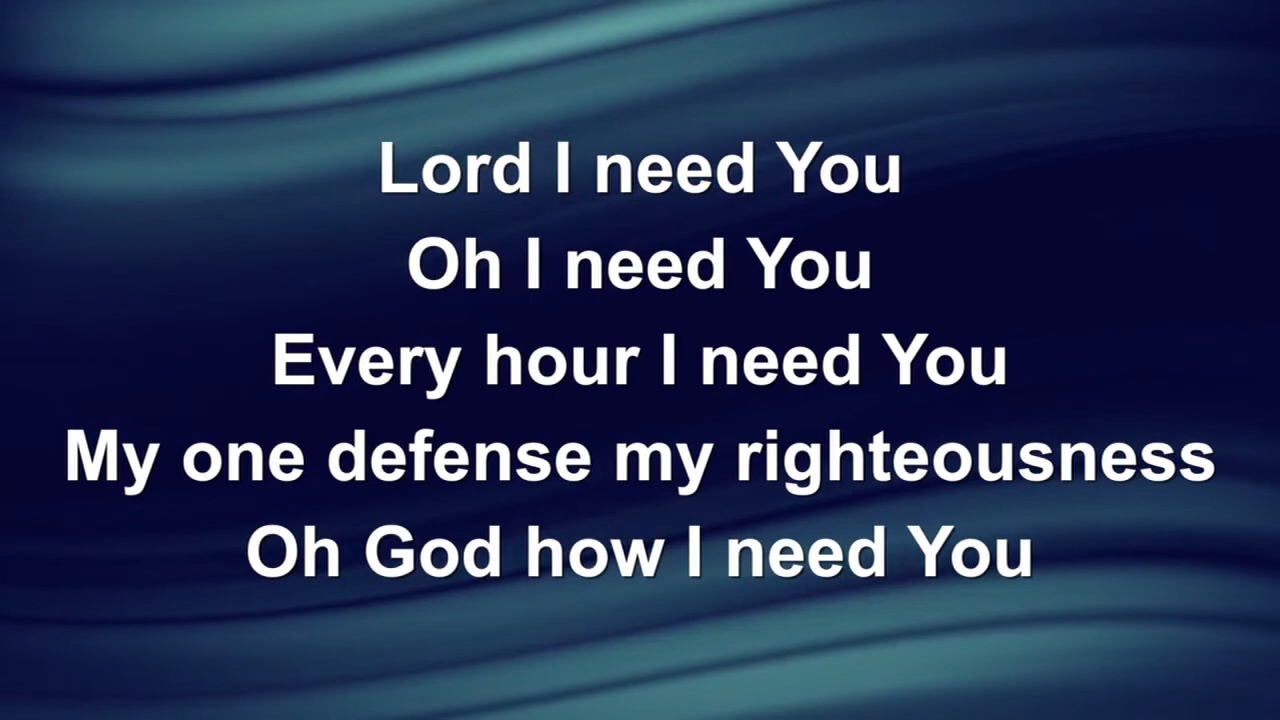 Lord I need You
Oh I need You
Every hour I need You
My one defense my righteousness
Oh God how I need You